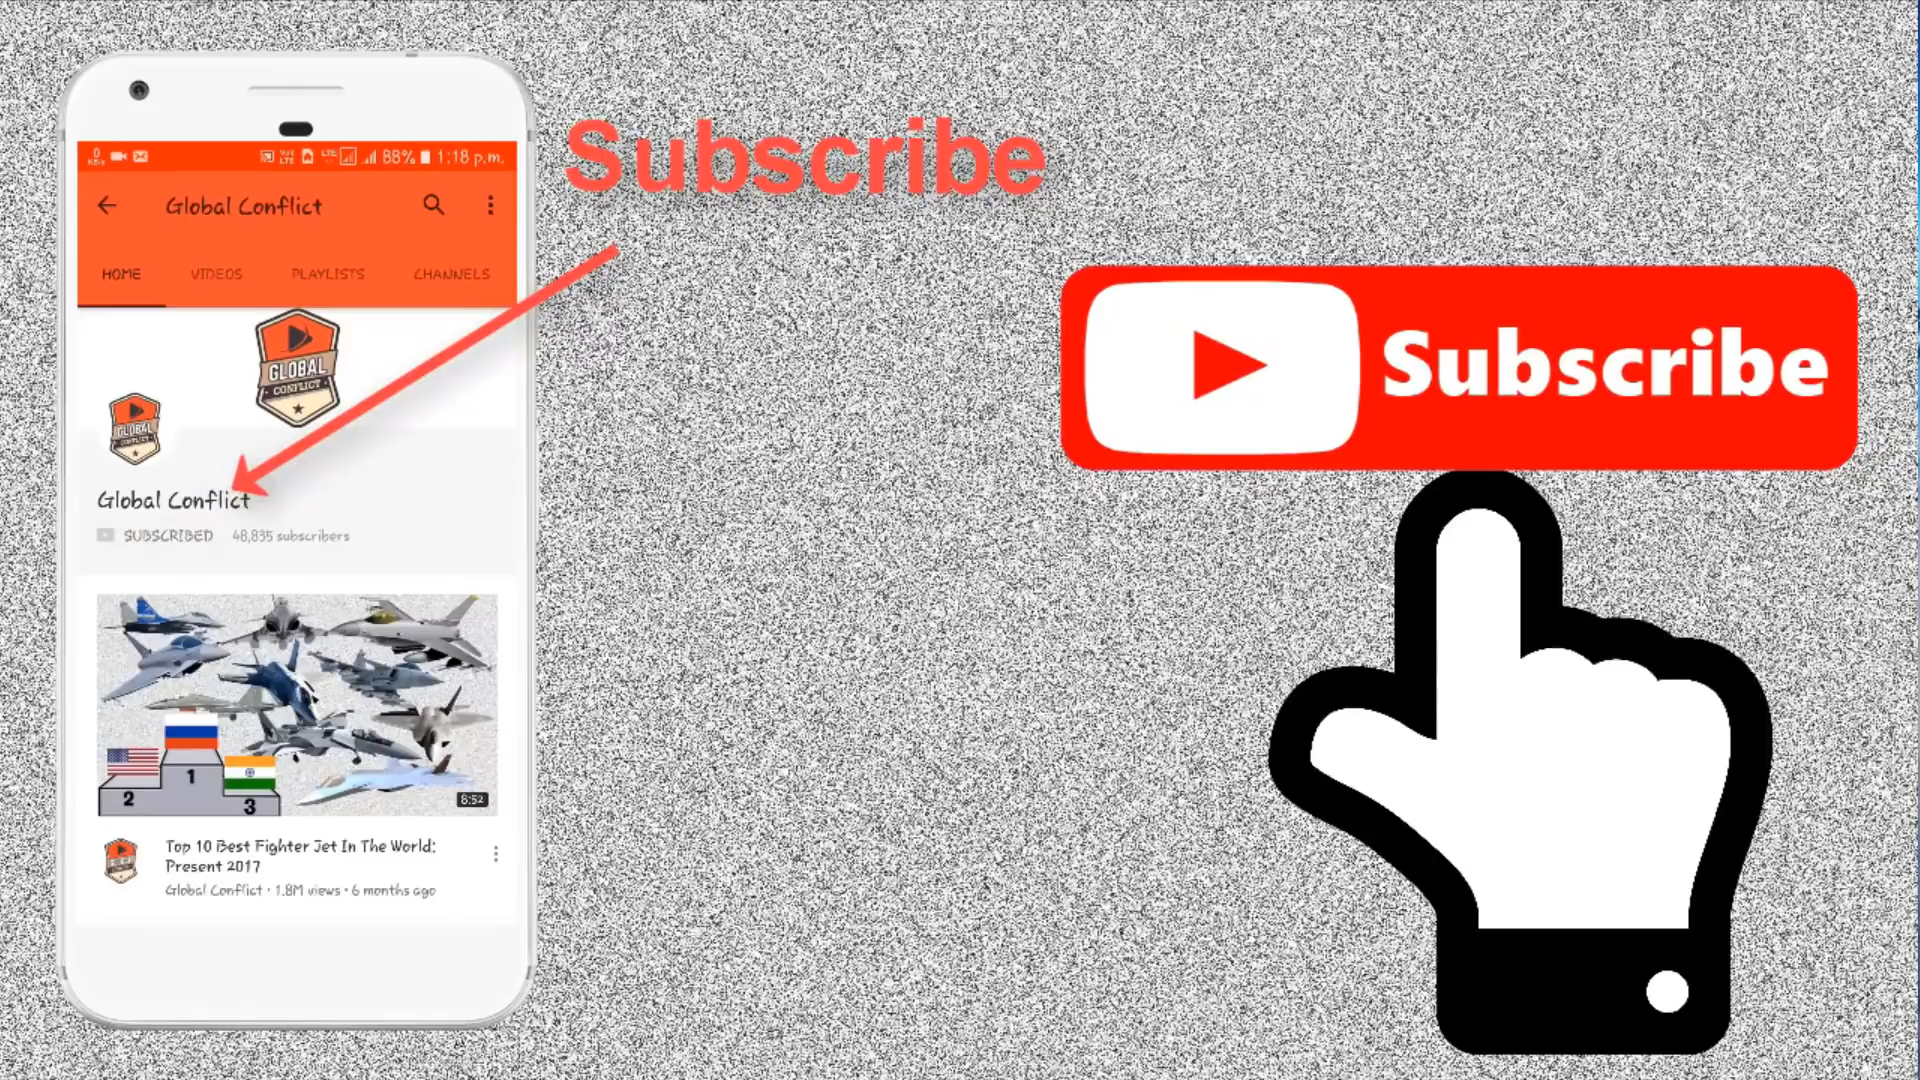 88% 1:18 p.m.
Global Conflict
HOME VIDEOS PLAYLISTS CHANNELS
GLOBAL
CONFLICT
GLOBAL
CONFLICT
Global Conflict
SUBSCRIBED 48,835 subscribers
1
2
3
8:52
Top 10 Best Fighter Jet In The World:
Present 2017
Global Conflict • 1.8M views • 6 months ago
Subscribe
Subscribe